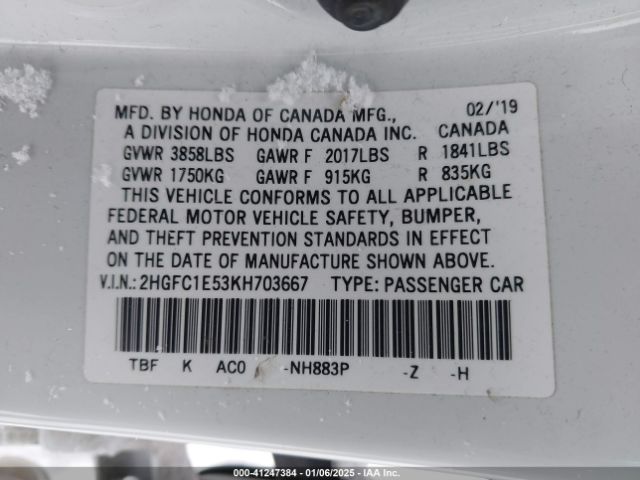 MFD. BY HONDA OF CANADA MFG., 02/'19
A DIVISION OF HONDA CANADA INC. CANADA
GVWR 3858LBS GAWR F 2017LBS R 1841LBS
GVWR 1750KG GAWR F 915KG R 835KG
THIS VEHICLE CONFORMS TO ALL APPLICABLE
FEDERAL MOTOR VEHICLE SAFETY, BUMPER,
AND THEFT PREVENTION STANDARDS IN EFFECT
ON THE DATE OF MANUFACTURE SHOWN ABOVE.
V.I.N.: 2HGFC1E53KH703667 TYPE: PASSENGER CAR
TBF K AC0 -NH883P -Z -H
000-41247384 - 01/06/2025 - IAA Inc.